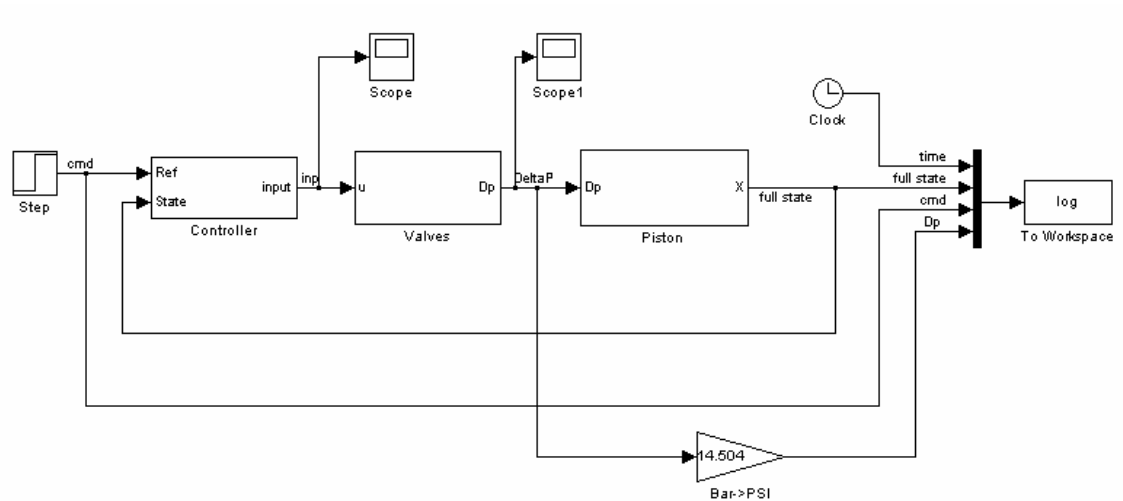 Scope
Scope1
Clock
cmd
Step
Ref
State
input
Controller
inp
u
Dp
Valves
DeltaP
Dp
X
Piston
full state
time
full state
cmd
Dp
log
To Workspace
14.504
Bar->PSI